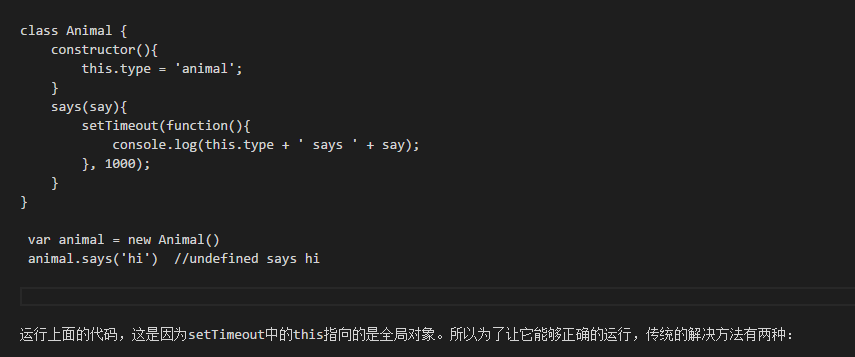 class Animal {
    constructor(){
        this.type = 'animal';
    }
    says(say){
        setTimeout(function(){
            console.log(this.type + ' says ' + say);
        }, 1000);
    }
}
 var animal = new Animal()
 animal.says('hi')  //undefined says hi
运行上面的代码，这是因为setTimeout中的this指向的是全局对象。所以为了让它能够正确的运行，传统的解决方法有两种：